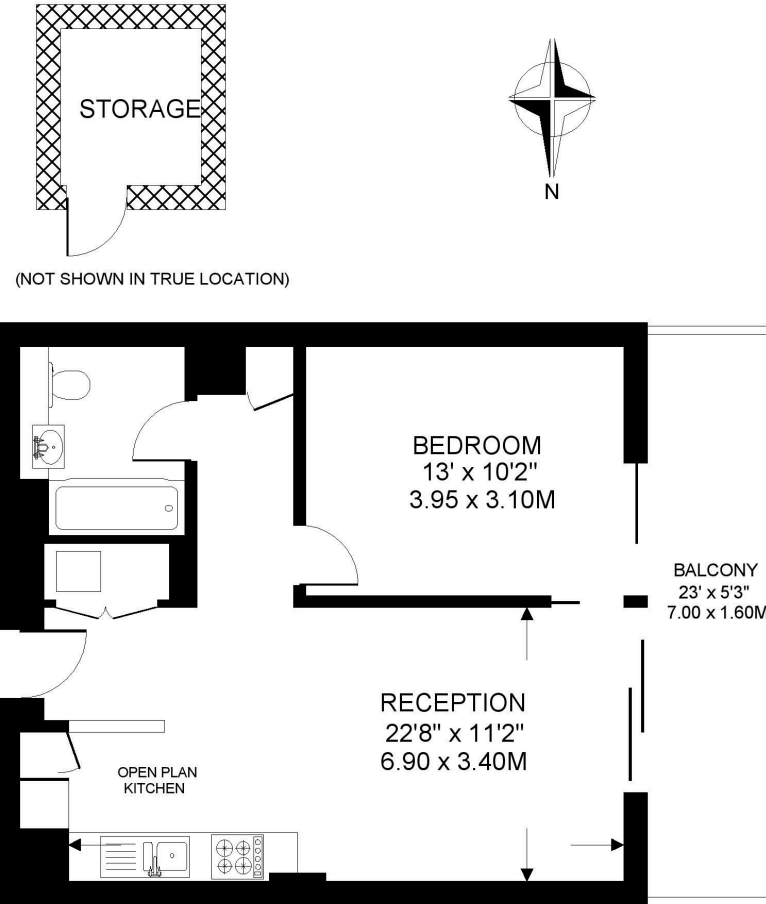 STORAGE
N
(NOT SHOWN IN TRUE LOCATION)
BEDROOM
13' x 10'2"
3.95 x 3.10M
BALCONY
23' x 5'3"
7.00 x 1.60M
RECEPTION
22'8" x 11'2"
6.90 x 3.40M
OPEN PLAN
KITCHEN